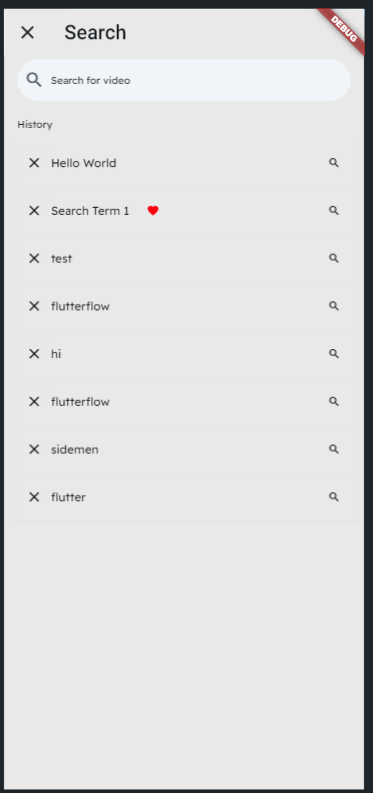 DEBUG
Search
Search for video
History
Hello World
Search Term 1
test
flutterflow
hi
flutterflow
sidemen
flutter